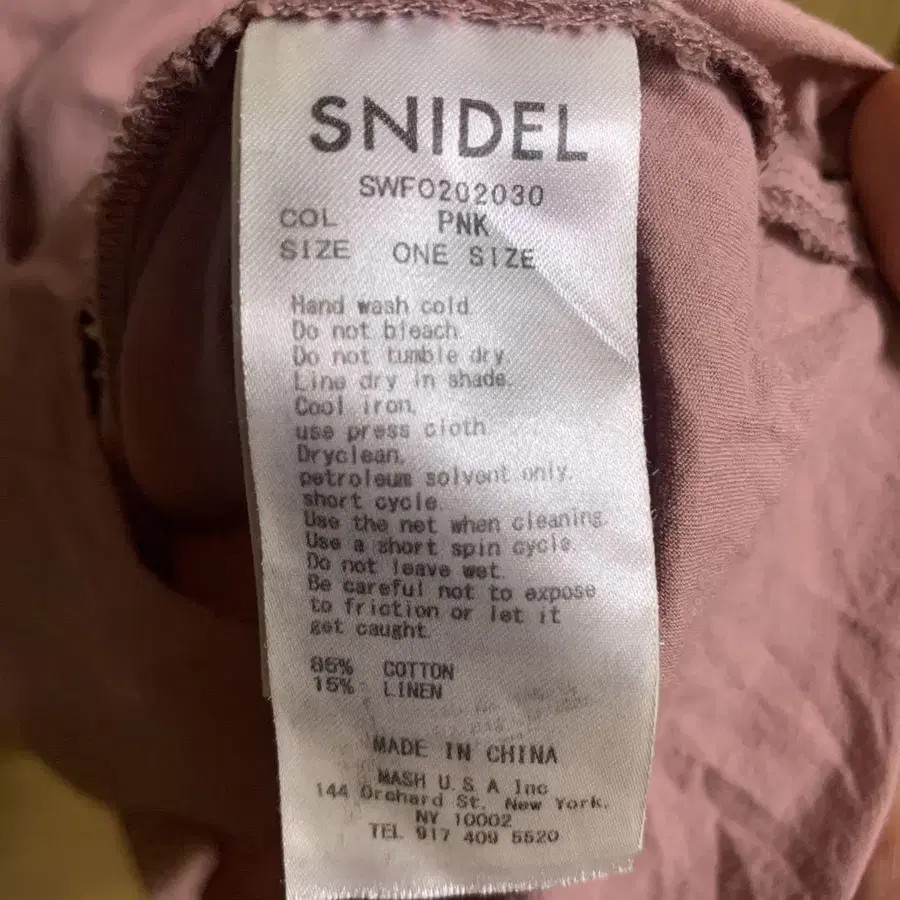 SNIDEL
SWFO202030
COL PNK
SIZE ONE SIZE
Hand wash cold.
Do not bleach.
Do not tumble dry.
Line dry in shade.
Cool iron,
use press cloth.
Dryclean,
petroleum solvent only.
short cycle.
Use the net when cleaning.
Use a short spin cycle.
Do not leave wet.
Be careful not to expose
to friction or let it
get caught.
85% COTTON
15% LINEN
MADE IN CHINA
MASH U.S.A Inc
144 Orchard St. New York.
NY 10002
TEL 917 409 5520